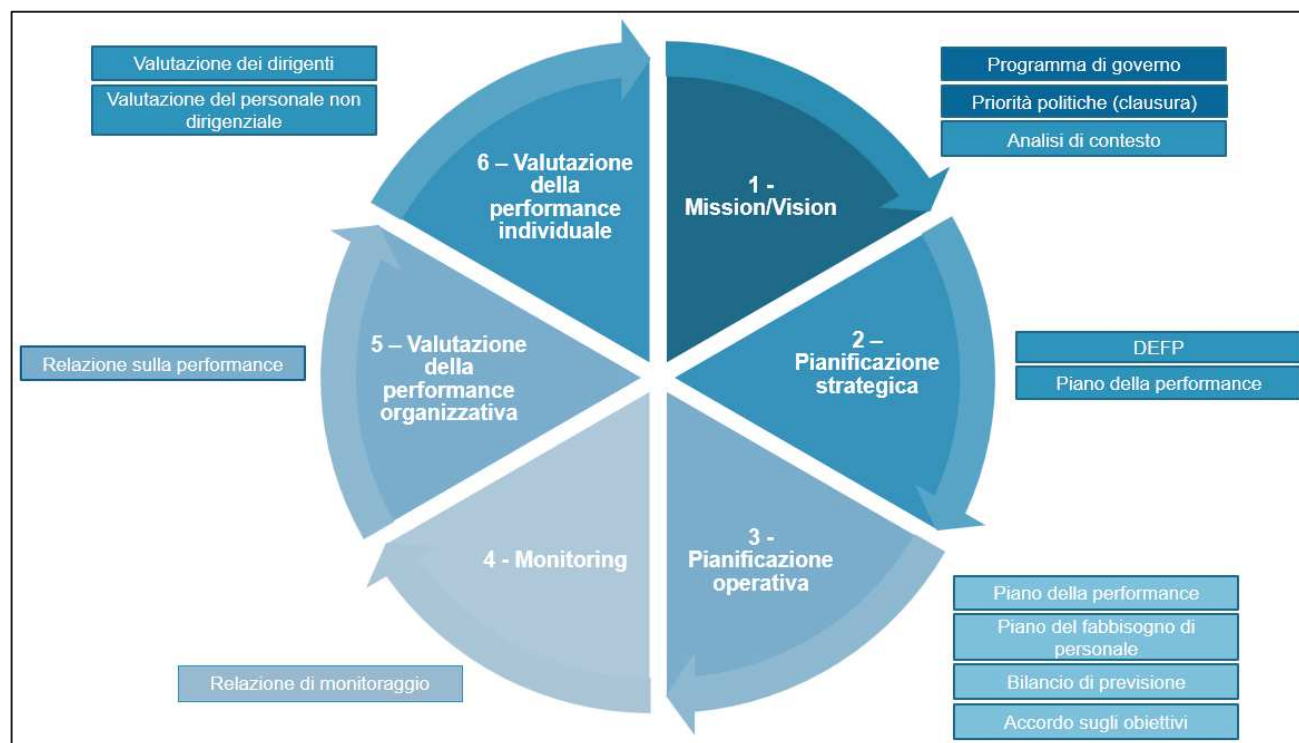 Valutazione dei dirigenti
Valutazione del personale non
dirigenziale
Programma di governo
Priorità politiche (clausura)
Analisi di contesto
6 – Valutazione
della
performance
individuale
1 -
Mission/Vision
Relazione sulla performance
5 – Valutazione
della
performance
organizzativa
2 –
Pianificazione
strategica
DEFP
Piano della performance
4 - Monitoring
3 -
Pianificazione
operativa
Relazione di monitoraggio
Piano della performance
Piano del fabbisogno di
personale
Bilancio di previsione
Accordo sugli obiettivi